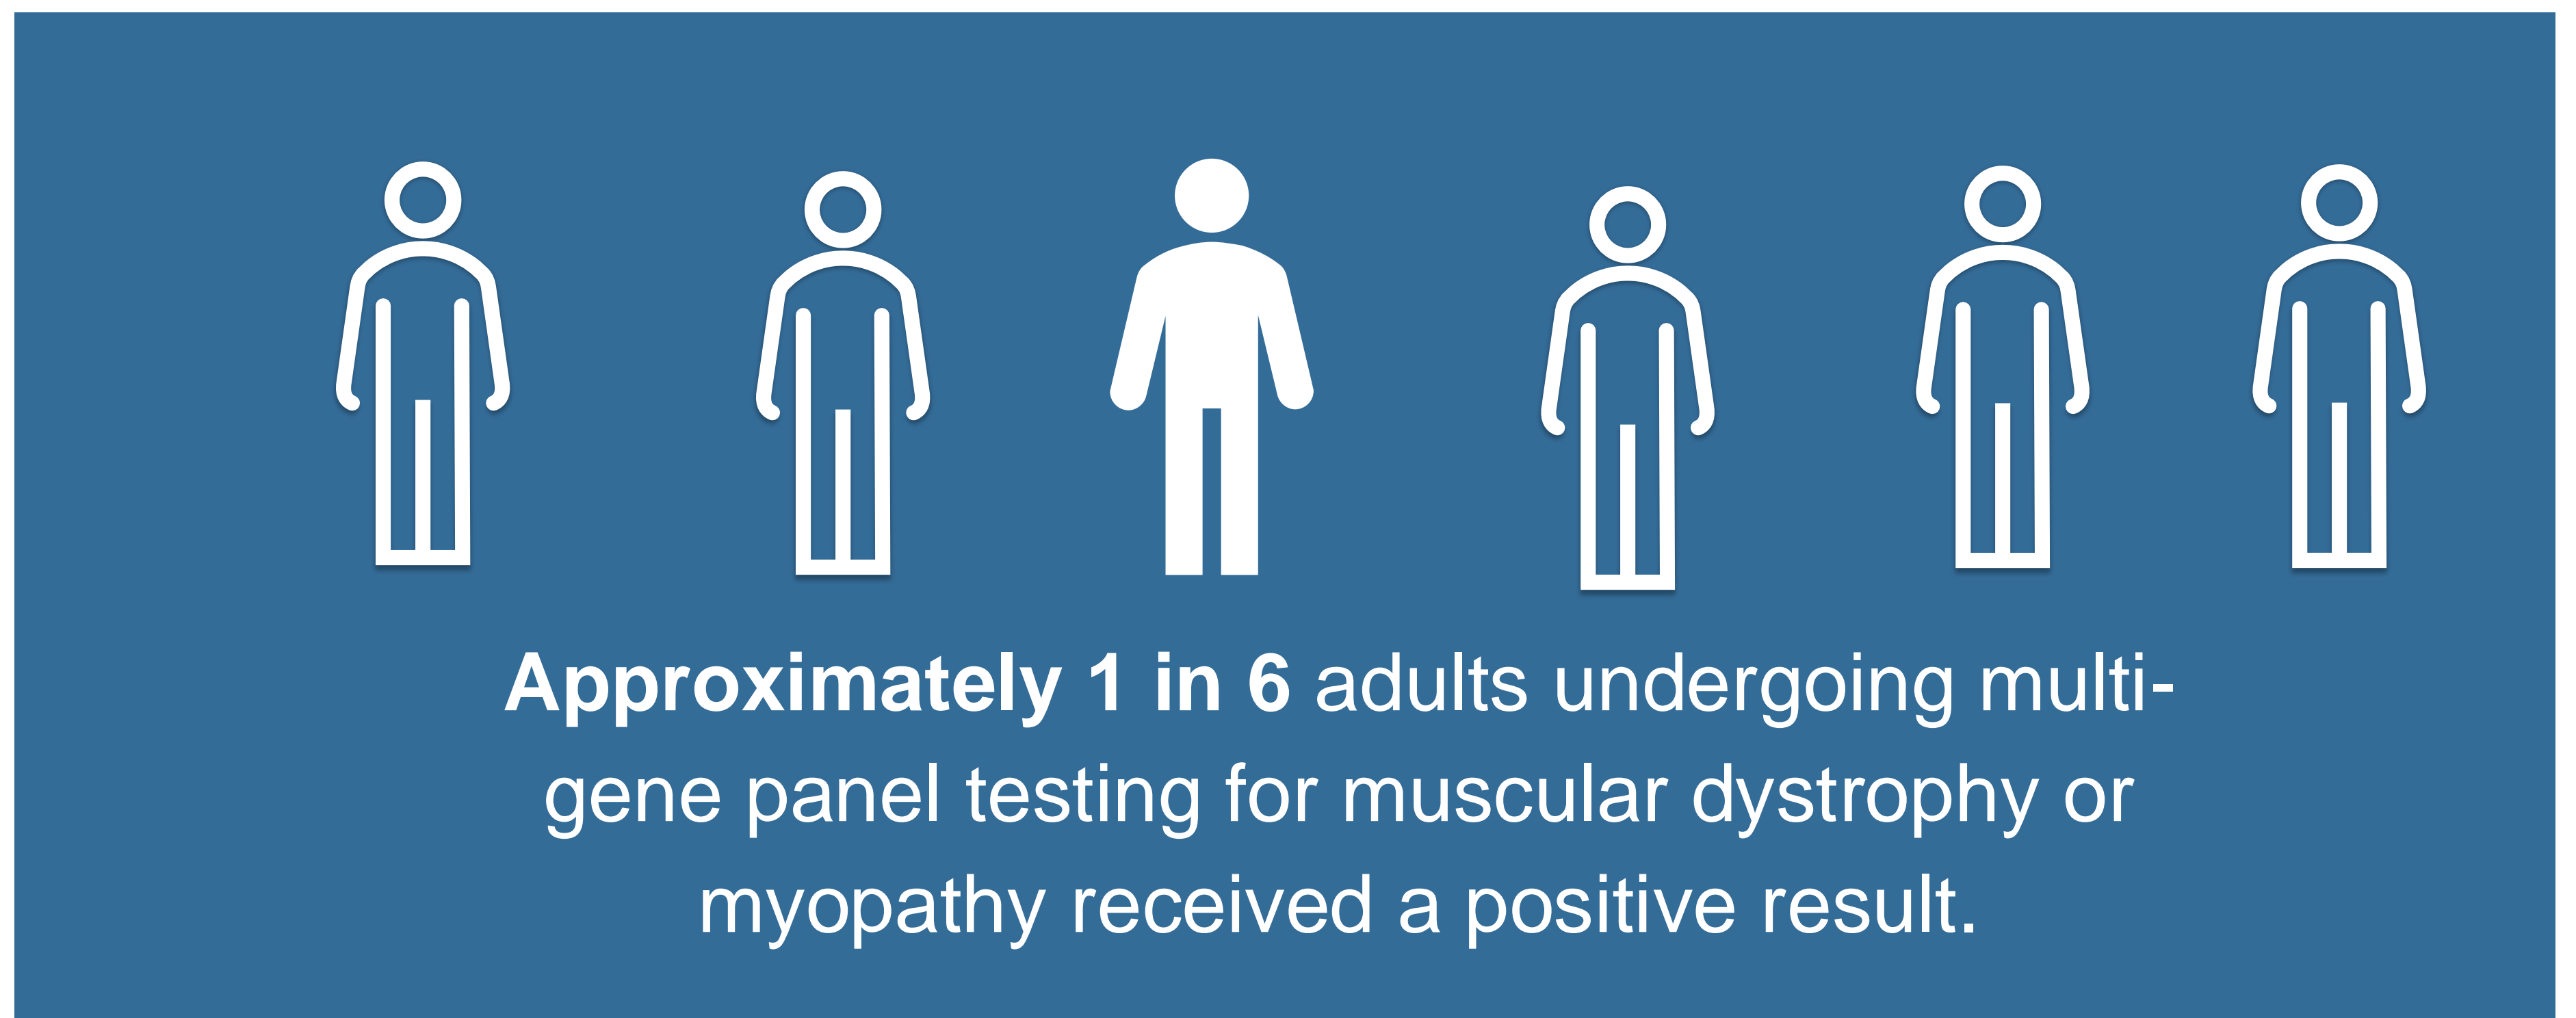 Approximately 1 in 6 adults undergoing multi-
gene panel testing for muscular dystrophy or
myopathy received a positive result.